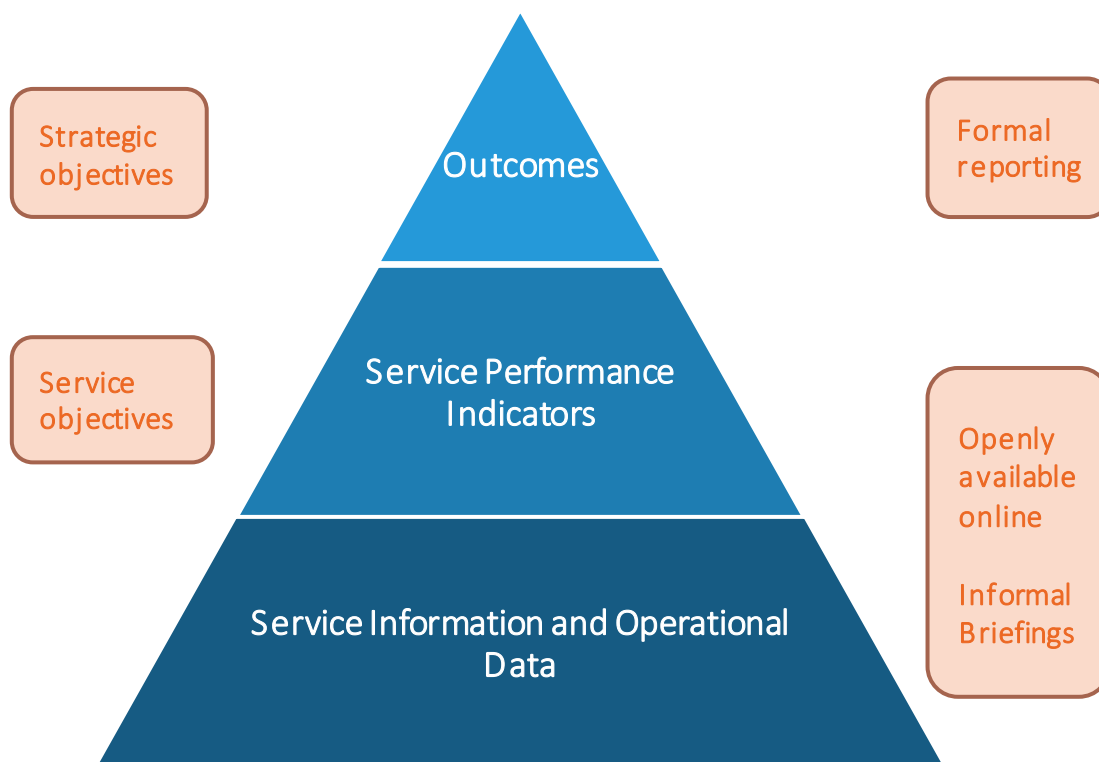 Strategic
objectives
Outcomes
Formal
reporting
Service
objectives
Service Performance
Indicators
Openly
available
online
Informal
Briefings
Service Information and Operational
Data